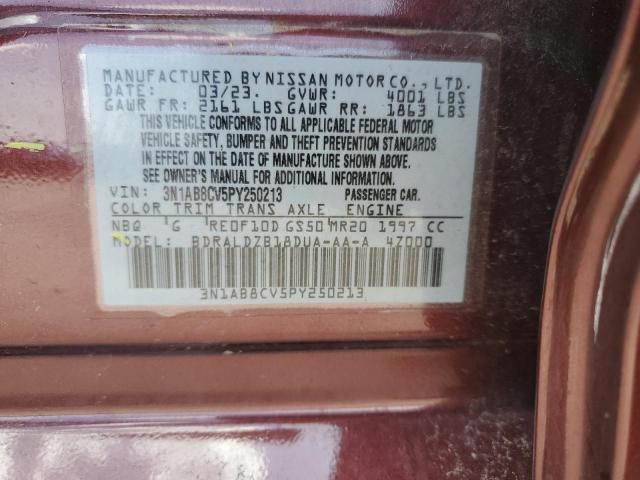 MANUFACTURED BY NISSAN MOTOR CO., LTD.
DATE: 03/23. GVWR: 4001 LBS
GAWR FR: 2161 LBS GAWR RR: 1863 LBS
THIS VEHICLE CONFORMS TO ALL APPLICABLE FEDERAL MOTOR
VEHICLE SAFETY, BUMPER AND THEFT PREVENTION STANDARDS
IN EFFECT ON THE DATE OF MANUFACTURE SHOWN ABOVE.
SEE OWNER'S MANUAL FOR ADDITIONAL INFORMATION.
VIN: 3N1AB8CV5PY250213 PASSENGER CAR.
COLOR TRIM TRANS AXLE ENGINE
NBQ G RE0F10D GS50 MR20 1997 CC
MODEL: BDRALDZB18DUA-AA-A 4Z000
3N1AB8CV5PY250213